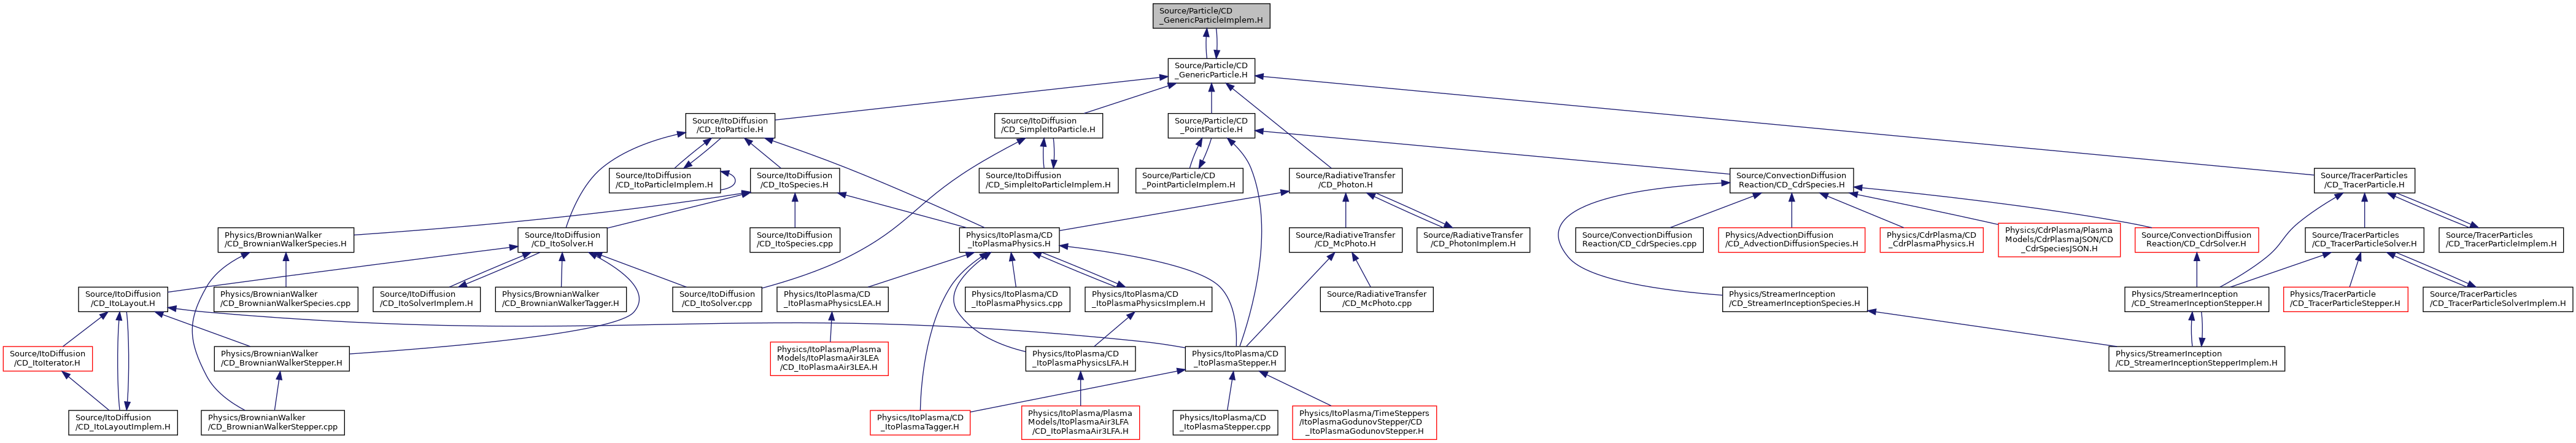 Source/Particle/CD
_GenericParticleImplem.H
Source/Particle/CD
_GenericParticle.H
Source/ItoDiffusion
/CD_ItoParticle.H
Source/ItoDiffusion
/CD_SimpleItoParticle.H
Source/Particle/CD
_PointParticle.H
Source/ItoDiffusion
/CD_ItoParticleImplem.H
Source/ItoDiffusion
/CD_ItoSpecies.H
Source/ItoDiffusion
/CD_SimpleItoParticleImplem.H
Source/Particle/CD
_PointParticleImplem.H
Source/RadiativeTransfer
/CD_Photon.H
Source/ConvectionDiffusion
Reaction/CD_CdrSpecies.H
Source/TracerParticles
/CD_TracerParticle.H
Physics/BrownianWalker
/CD_BrownianWalkerSpecies.H
Source/ItoDiffusion
/CD_ItoSolver.H
Source/ItoDiffusion
/CD_ItoSpecies.cpp
Physics/ItoPlasma/CD
_ItoPlasmaPhysics.H
Source/RadiativeTransfer
/CD_McPhoto.H
Source/RadiativeTransfer
/CD_PhotonImplem.H
Source/ConvectionDiffusion
Reaction/CD_CdrSpecies.cpp
Physics/AdvectionDiffusion
/CD_AdvectionDiffusionSpecies.H
Physics/CdrPlasma/CD
_CdrPlasmaPhysics.H
Physics/CdrPlasma/Plasma
Models/CdrPlasmaJSON/CD
_CdrSpeciesJSON.H
Source/ConvectionDiffusion
Reaction/CD_CdrSolver.H
Source/TracerParticles
/CD_TracerParticleSolver.H
Source/TracerParticles
/CD_TracerParticleImplem.H
Source/ItoDiffusion
/CD_ItoLayout.H
Physics/BrownianWalker
/CD_BrownianWalkerSpecies.cpp
Source/ItoDiffusion
/CD_ItoSolverImplem.H
Physics/BrownianWalker
/CD_BrownianWalkerTagger.H
Source/ItoDiffusion
/CD_ItoSolver.cpp
Physics/ItoPlasma/CD
_ItoPlasmaPhysicsLEA.H
Physics/ItoPlasma/CD
_ItoPlasmaPhysics.cpp
Physics/ItoPlasma/CD
_ItoPlasmaPhysicsImplem.H
Source/RadiativeTransfer
/CD_McPhoto.cpp
Physics/StreamerInception
/CD_StreamerInceptionSpecies.H
Physics/StreamerInception
/CD_StreamerInceptionStepper.H
Physics/TracerParticle
/CD_TracerParticleStepper.H
Source/TracerParticles
/CD_TracerParticleSolverImplem.H
Source/ItoDiffusion
/CD_ItoIterator.H
Physics/BrownianWalker
/CD_BrownianWalkerStepper.H
Physics/ItoPlasma/Plasma
Models/ItoPlasmaAir3LEA
/CD_ItoPlasmaAir3LEA.H
Physics/ItoPlasma/CD
_ItoPlasmaPhysicsLFA.H
Physics/ItoPlasma/CD
_ItoPlasmaStepper.H
Physics/StreamerInception
/CD_StreamerInceptionStepperImplem.H
Source/ItoDiffusion
/CD_ItoLayoutImplem.H
Physics/BrownianWalker
/CD_BrownianWalkerStepper.cpp
Physics/ItoPlasma/CD
_ItoPlasmaTagger.H
Physics/ItoPlasma/Plasma
Models/ItoPlasmaAir3LFA
/CD_ItoPlasmaAir3LFA.H
Physics/ItoPlasma/CD
_ItoPlasmaStepper.cpp
Physics/ItoPlasma/TimeSteppers
/ItoPlasmaGodunovStepper/CD
_ItoPlasmaGodunovStepper.H